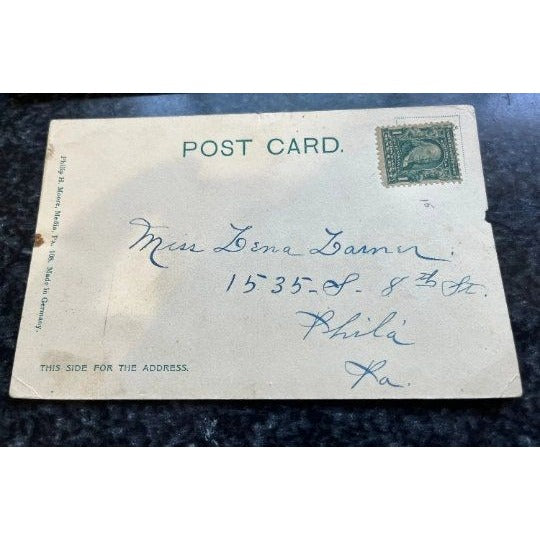 POST CARD.
Miss Lena Larner.
1535-S. 8th St.
Phila
Pa.
THIS SIDE FOR THE ADDRESS.
Philip H. Moore, Media, Pa. 108. Made in Germany.